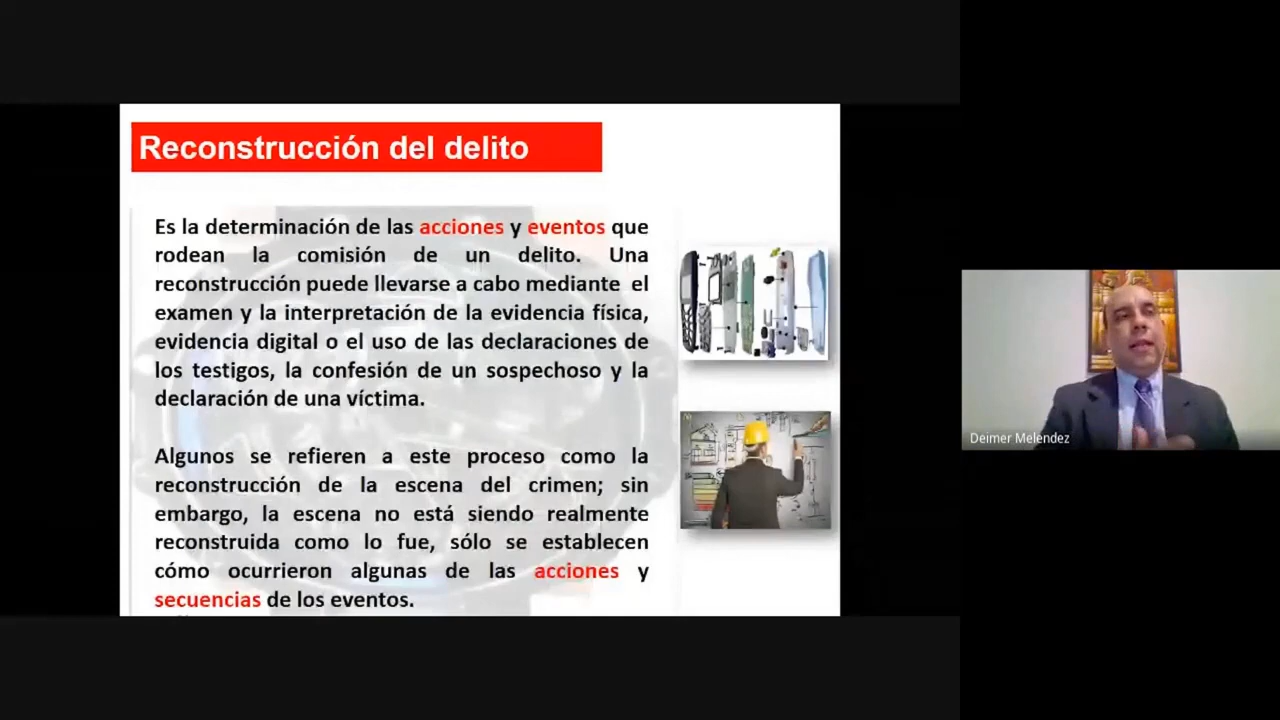 Reconstrucción del delito
Es la determinación de las acciones y eventos que
rodean la comisión de un delito. Una
reconstrucción puede llevarse a cabo mediante el
examen y la interpretación de la evidencia física,
evidencia digital o el uso de las declaraciones de
los testigos, la confesión de un sospechoso y la
declaración de una víctima.
Algunos se refieren a este proceso como la
reconstrucción de la escena del crimen; sin
embargo, la escena no está siendo realmente
reconstruida como lo fue, sólo se establecen
cómo ocurrieron algunas de las acciones y
secuencias de los eventos.
Deimer Melendez